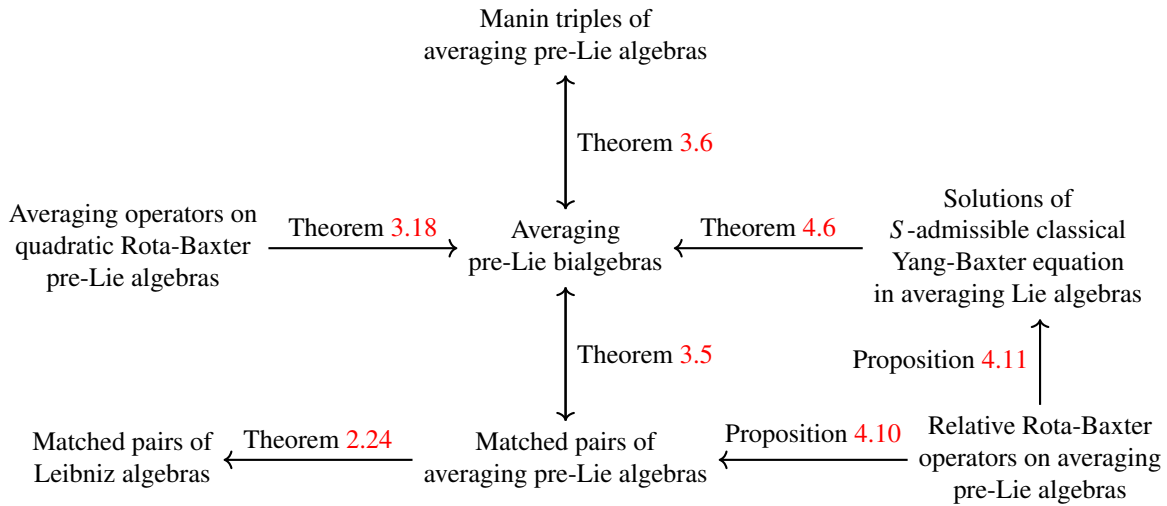 Manin triples of
averaging pre-Lie algebras
Theorem 3.6
Averaging operators on
quadratic Rota-Baxter
pre-Lie algebras
Theorem 3.18
Averaging
pre-Lie bialgebras
Theorem 4.6
Solutions of
S-admissible classical
Yang-Baxter equation
in averaging Lie algebras
Theorem 3.5
Proposition 4.11
Matched pairs of
Leibniz algebras
Theorem 2.24
Matched pairs of
averaging pre-Lie algebras
Proposition 4.10
Relative Rota-Baxter
operators on averaging
pre-Lie algebras